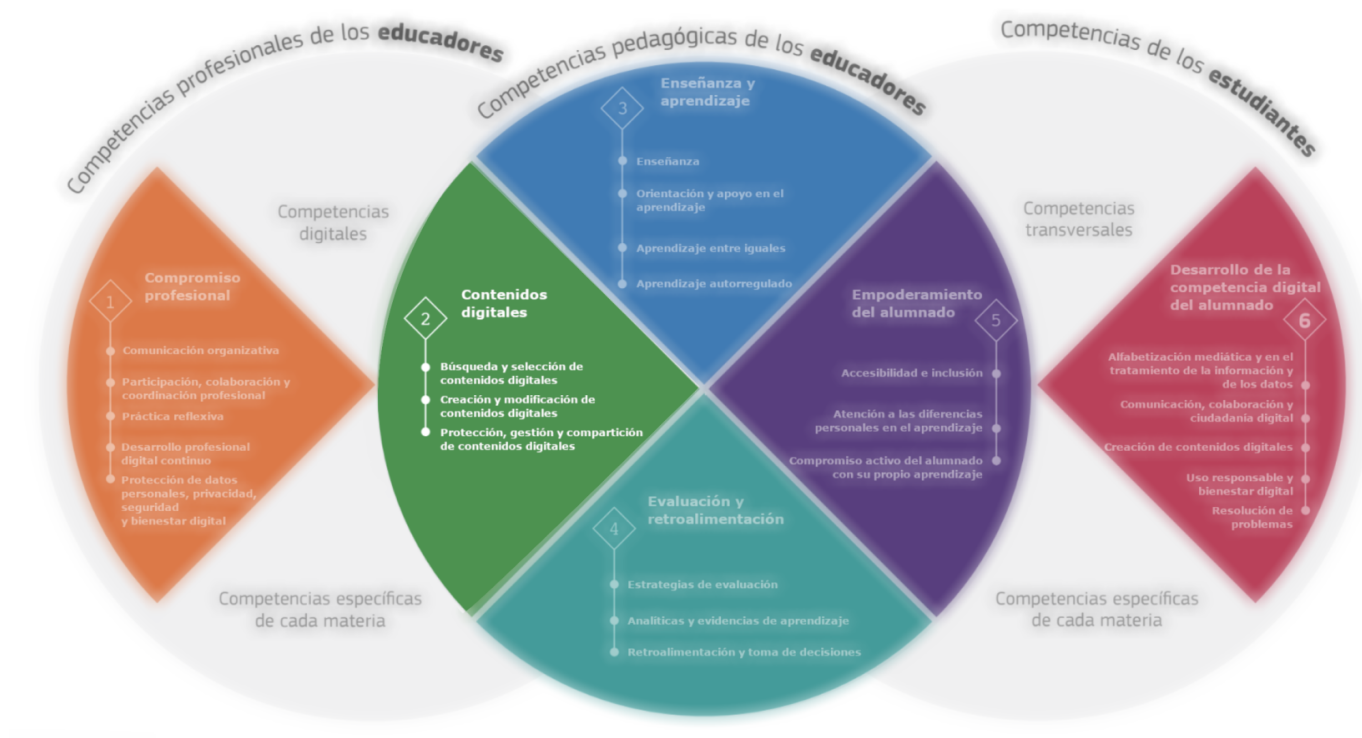 Competencias profesionales de los educadores
Competencias pedagógicas de los educadores
Competencias de los estudiantes
Competencias
digitales
Competencias
transversales
Competencias específicas
de cada materia
Competencias específicas
de cada materia
1
Compromiso
profesional
Comunicación organizativa
Participación, colaboración y
coordinación profesional
Práctica reflexiva
Desarrollo profesional
digital continuo
Protección de datos
personales, privacidad,
seguridad
y bienestar digital
2
Contenidos
digitales
Búsqueda y selección de
contenidos digitales
Creación y modificación de
contenidos digitales
Protección, gestión y compartición
de contenidos digitales
3
Enseñanza y
aprendizaje
Enseñanza
Orientación y apoyo en el
aprendizaje
Aprendizaje entre iguales
Aprendizaje autorregulado
4
Evaluación y
retroalimentación
Estrategias de evaluación
Analíticas y evidencias de aprendizaje
Retroalimentación y toma de decisiones
5
Empoderamiento
del alumnado
Accesibilidad e inclusión
Atención a las diferencias
personales en el aprendizaje
Compromiso activo del alumnado
con su propio aprendizaje
6
Desarrollo de la
competencia digital
del alumnado
Alfabetización mediática y en el
tratamiento de la información y
de los datos
Comunicación, colaboración y
ciudadanía digital
Creación de contenidos digitales
Uso responsable y
bienestar digital
Resolución de
problemas